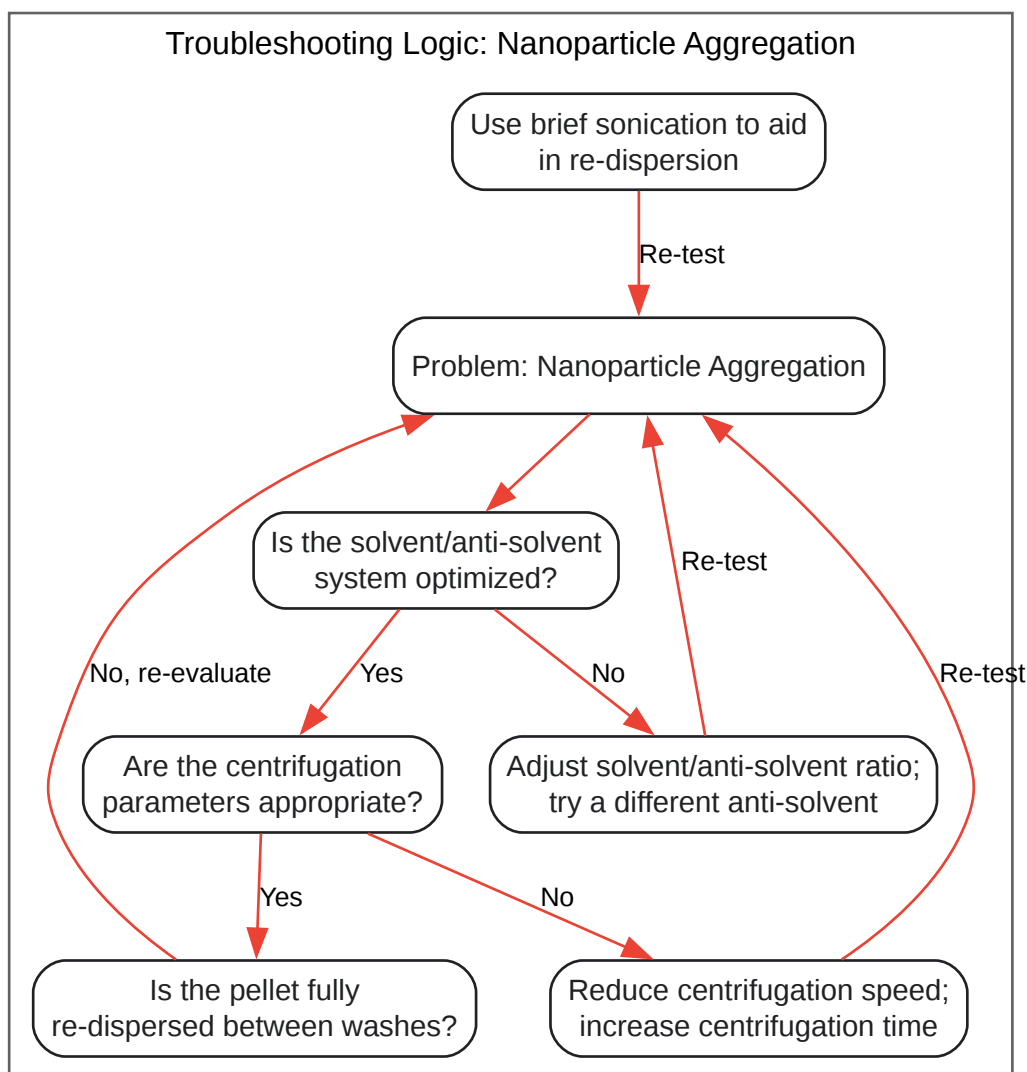 Troubleshooting Logic: Nanoparticle Aggregation
Use brief sonication to aid
in re-dispersion
Re-test
Problem: Nanoparticle Aggregation
Is the solvent/anti-solvent
system optimized?
Re-test
No, re-evaluate
Yes
No
Re-test
Are the centrifugation
parameters appropriate?
Adjust solvent/anti-solvent ratio;
try a different anti-solvent
Yes
No
Is the pellet fully
re-dispersed between washes?
Reduce centrifugation speed;
increase centrifugation time